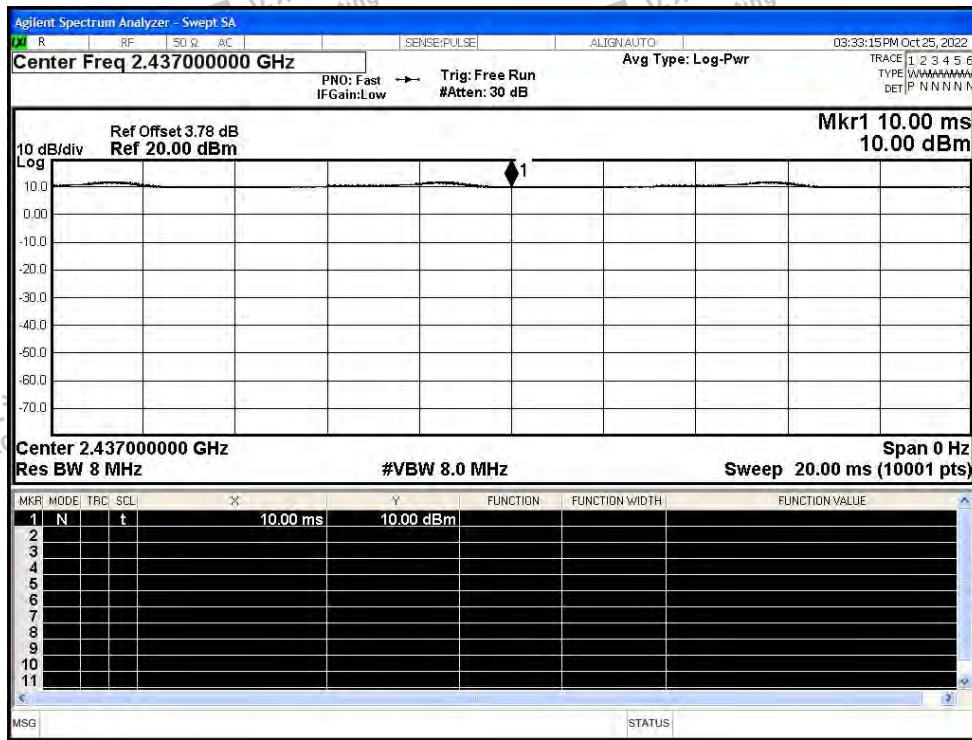 Agilent Spectrum Analyzer - Swept SA
LXI R RF 50 Ω AC SENSE:PULSE ALIGNAUTO 03:33:15 PM Oct 25, 2022
Center Freq 2.437000000 GHz
PNO: Fast
IFGain:Low
Trig: Free Run
#Atten: 30 dB
Avg Type: Log-Pwr
TRACE 1 2 3 4 5 6
TYPE
DET P N N N N N
Mkr1 10.00 ms
10.00 dBm
Ref Offset 3.78 dB
10 dB/div Ref 20.00 dBm
Log
1
10.0
0.00
-10.0
-20.0
-30.0
-40.0
-50.0
-60.0
-70.0
Center 2.437000000 GHz Span 0 Hz
Res BW 8 MHz #VBW 8.0 MHz Sweep 20.00 ms (10001 pts)
MKR MODE TRC SCL X Y FUNCTION FUNCTION WIDTH FUNCTION VALUE
1 N t 10.00 ms 10.00 dBm
2
3
4
5
6
7
8
9
10
11
MSG STATUS